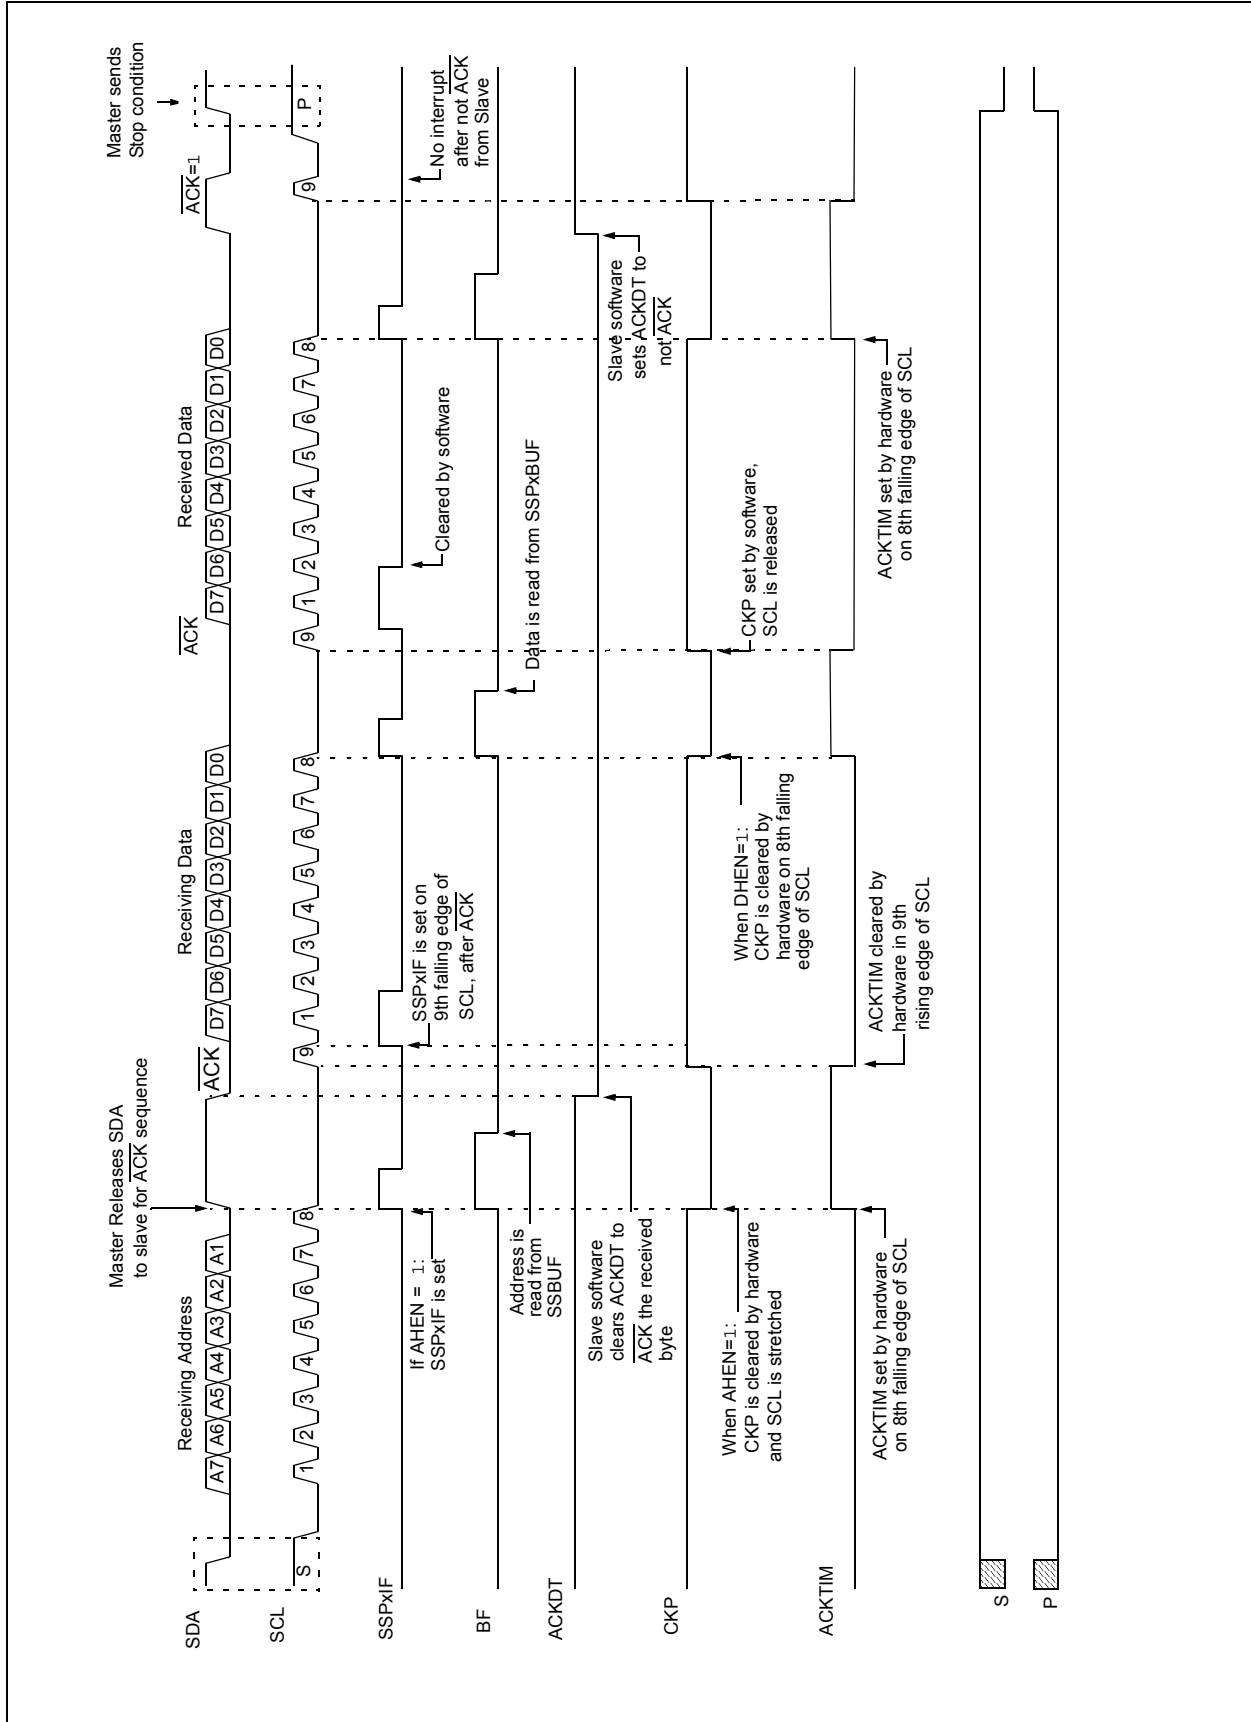 Master Releases SDA
to slave for ACK sequence
Master sends
Stop condition
Receiving Address
Receiving Data
Received Data
ACK
ACK
ACK=1
SDA
A7 A6 A5 A4 A3 A2 A1
D7 D6 D5 D4 D3 D2 D1 D0
D7 D6 D5 D4 D3 D2 D1 D0
SCL
S
1 2 3 4 5 6 7 8 9
1 2 3 4 5 6 7 8 9
1 2 3 4 5 6 7 8 9
P
SSPxIF
If AHEN = 1:
SSPxIF is set
SSPxIF is set on
9th falling edge of
SCL, after ACK
Cleared by software
No interrupt
after not ACK
from Slave
BF
Address is
read from
SSBUF
Data is read from SSPxBUF
ACKDT
Slave software
clears ACKDT to
ACK the received
byte
Slave software
sets ACKDT to
not ACK
CKP
When AHEN=1:
CKP is cleared by hardware
and SCL is stretched
When DHEN=1:
CKP is cleared by
hardware on 8th falling
edge of SCL
CKP set by software,
SCL is released
ACKTIM
ACKTIM set by hardware
on 8th falling edge of SCL
ACKTIM cleared by
hardware in 9th
rising edge of SCL
ACKTIM set by hardware
on 8th falling edge of SCL
S
P